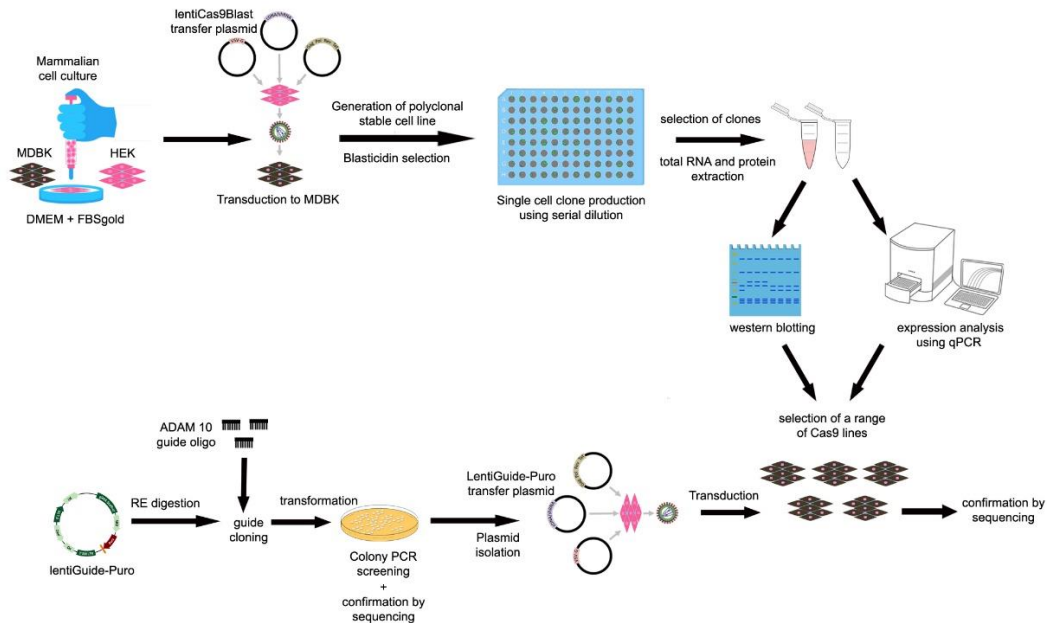 lentiCas9Blast
transfer plasmid
Mammalian
cell culture
MDBK
HEK
DMEM + FBSgold
Transduction to MDBK
Generation of polyclonal
stable cell line
Blasticidin selection
Single cell clone production
using serial dilution
selection of clones
total RNA and protein
extraction
western blotting
expression analysis
using qPCR
selection of a range
of Cas9 lines
ADAM 10
guide oligo
RE digestion
lentiGuide-Puro
guide
cloning
transformation
Colony PCR
screening
+
confirmation by
sequencing
LentiGuide-Puro
transfer plasmid
Plasmid
isolation
Transduction
confirmation by
sequencing